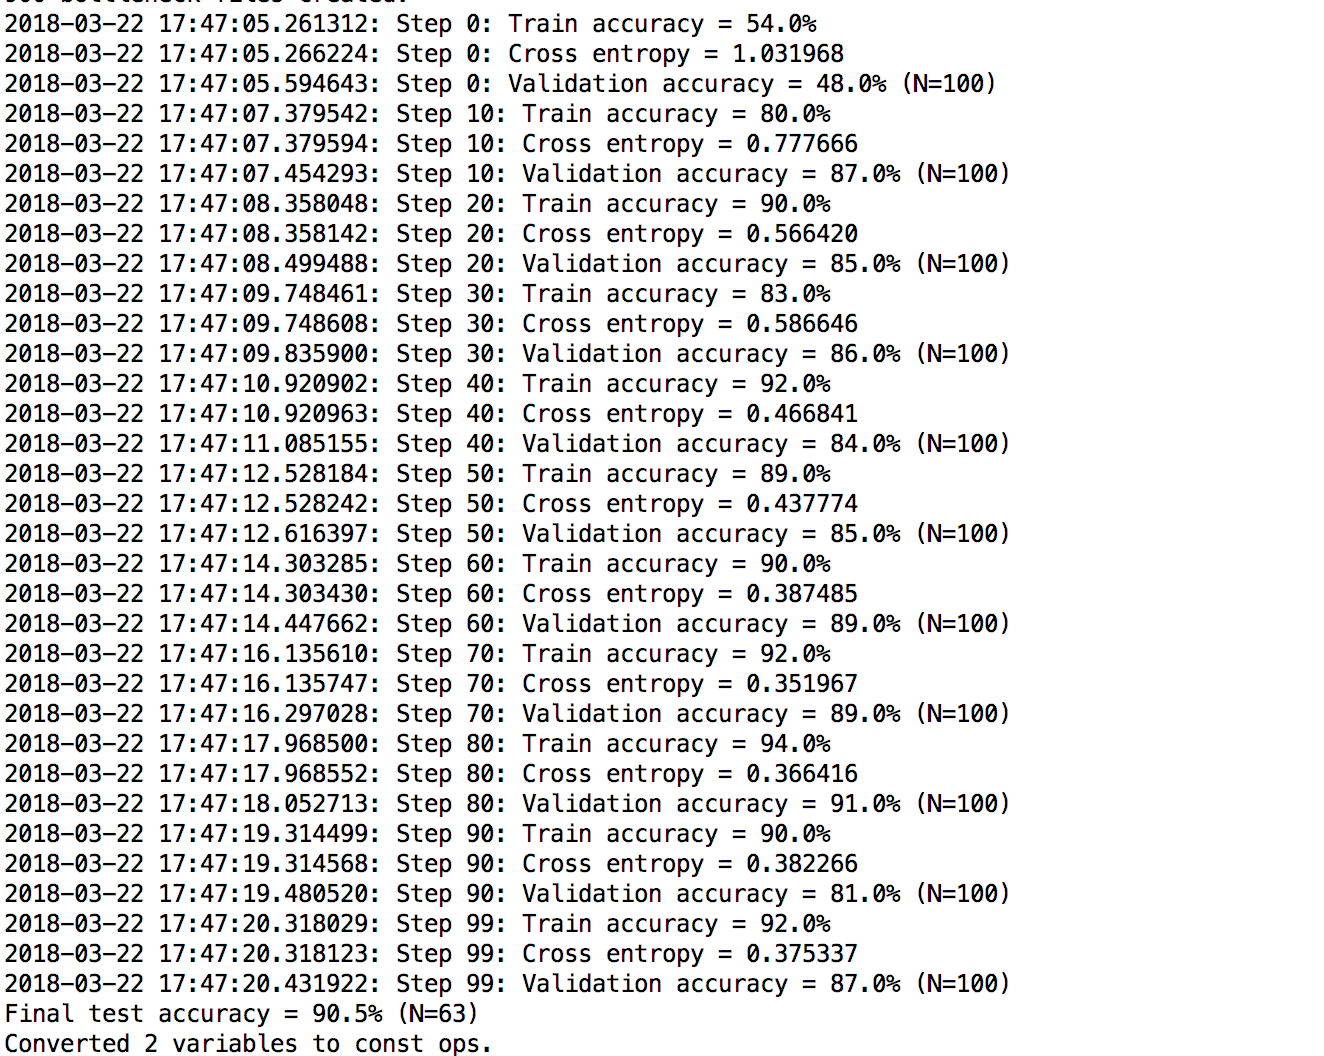 2018-03-22 17:47:05.261312: Step 0: Train accuracy = 54.0%
2018-03-22 17:47:05.266224: Step 0: Cross entropy = 1.031968
2018-03-22 17:47:05.594643: Step 0: Validation accuracy = 48.0% (N=100)
2018-03-22 17:47:07.379542: Step 10: Train accuracy = 80.0%
2018-03-22 17:47:07.379594: Step 10: Cross entropy = 0.777666
2018-03-22 17:47:07.454293: Step 10: Validation accuracy = 87.0% (N=100)
2018-03-22 17:47:08.358048: Step 20: Train accuracy = 90.0%
2018-03-22 17:47:08.358142: Step 20: Cross entropy = 0.566420
2018-03-22 17:47:08.499488: Step 20: Validation accuracy = 85.0% (N=100)
2018-03-22 17:47:09.748461: Step 30: Train accuracy = 83.0%
2018-03-22 17:47:09.748608: Step 30: Cross entropy = 0.586646
2018-03-22 17:47:09.835900: Step 30: Validation accuracy = 86.0% (N=100)
2018-03-22 17:47:10.920902: Step 40: Train accuracy = 92.0%
2018-03-22 17:47:10.920963: Step 40: Cross entropy = 0.466841
2018-03-22 17:47:11.085155: Step 40: Validation accuracy = 84.0% (N=100)
2018-03-22 17:47:12.528184: Step 50: Train accuracy = 89.0%
2018-03-22 17:47:12.528242: Step 50: Cross entropy = 0.437774
2018-03-22 17:47:12.616397: Step 50: Validation accuracy = 85.0% (N=100)
2018-03-22 17:47:14.303285: Step 60: Train accuracy = 90.0%
2018-03-22 17:47:14.303430: Step 60: Cross entropy = 0.387485
2018-03-22 17:47:14.447662: Step 60: Validation accuracy = 89.0% (N=100)
2018-03-22 17:47:16.135610: Step 70: Train accuracy = 92.0%
2018-03-22 17:47:16.135747: Step 70: Cross entropy = 0.351967
2018-03-22 17:47:16.297028: Step 70: Validation accuracy = 89.0% (N=100)
2018-03-22 17:47:17.968500: Step 80: Train accuracy = 94.0%
2018-03-22 17:47:17.968552: Step 80: Cross entropy = 0.366416
2018-03-22 17:47:18.052713: Step 80: Validation accuracy = 91.0% (N=100)
2018-03-22 17:47:19.314499: Step 90: Train accuracy = 90.0%
2018-03-22 17:47:19.314568: Step 90: Cross entropy = 0.382266
2018-03-22 17:47:19.480520: Step 90: Validation accuracy = 81.0% (N=100)
2018-03-22 17:47:20.318029: Step 99: Train accuracy = 92.0%
2018-03-22 17:47:20.318123: Step 99: Cross entropy = 0.375337
2018-03-22 17:47:20.431922: Step 99: Validation accuracy = 87.0% (N=100)
Final test accuracy = 90.5% (N=63)
Converted 2 variables to const ops.